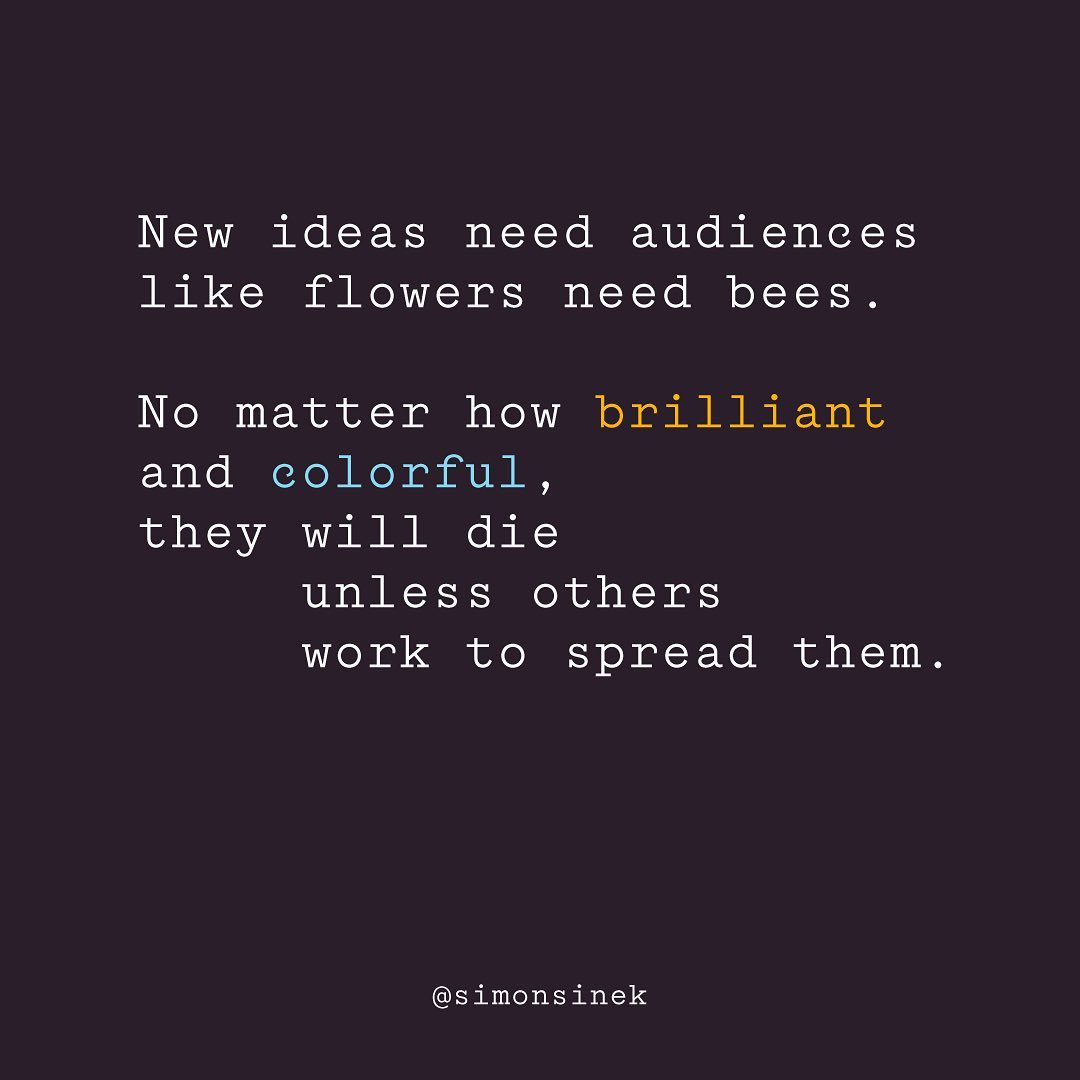 New ideas need audiences
like flowers need bees.
No matter how brilliant
and colorful,
they will die
unless others
work to spread them.
@simonsinek